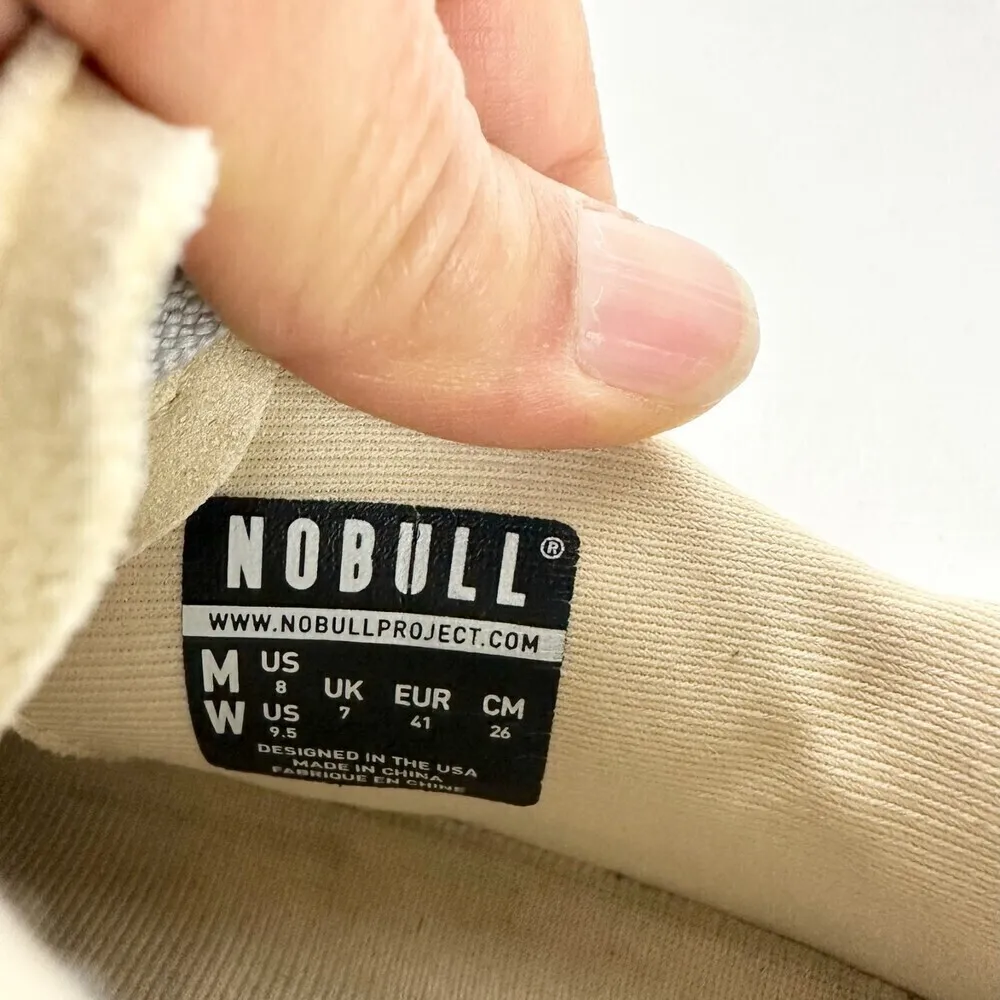 NOBULL®
WWW.NOBULLPROJECT.COM
M US 8 UK 7 EUR 41 CM 26
W US 9.5
DESIGNED IN THE USA
MADE IN CHINA
FABRIQUE EN CHINE